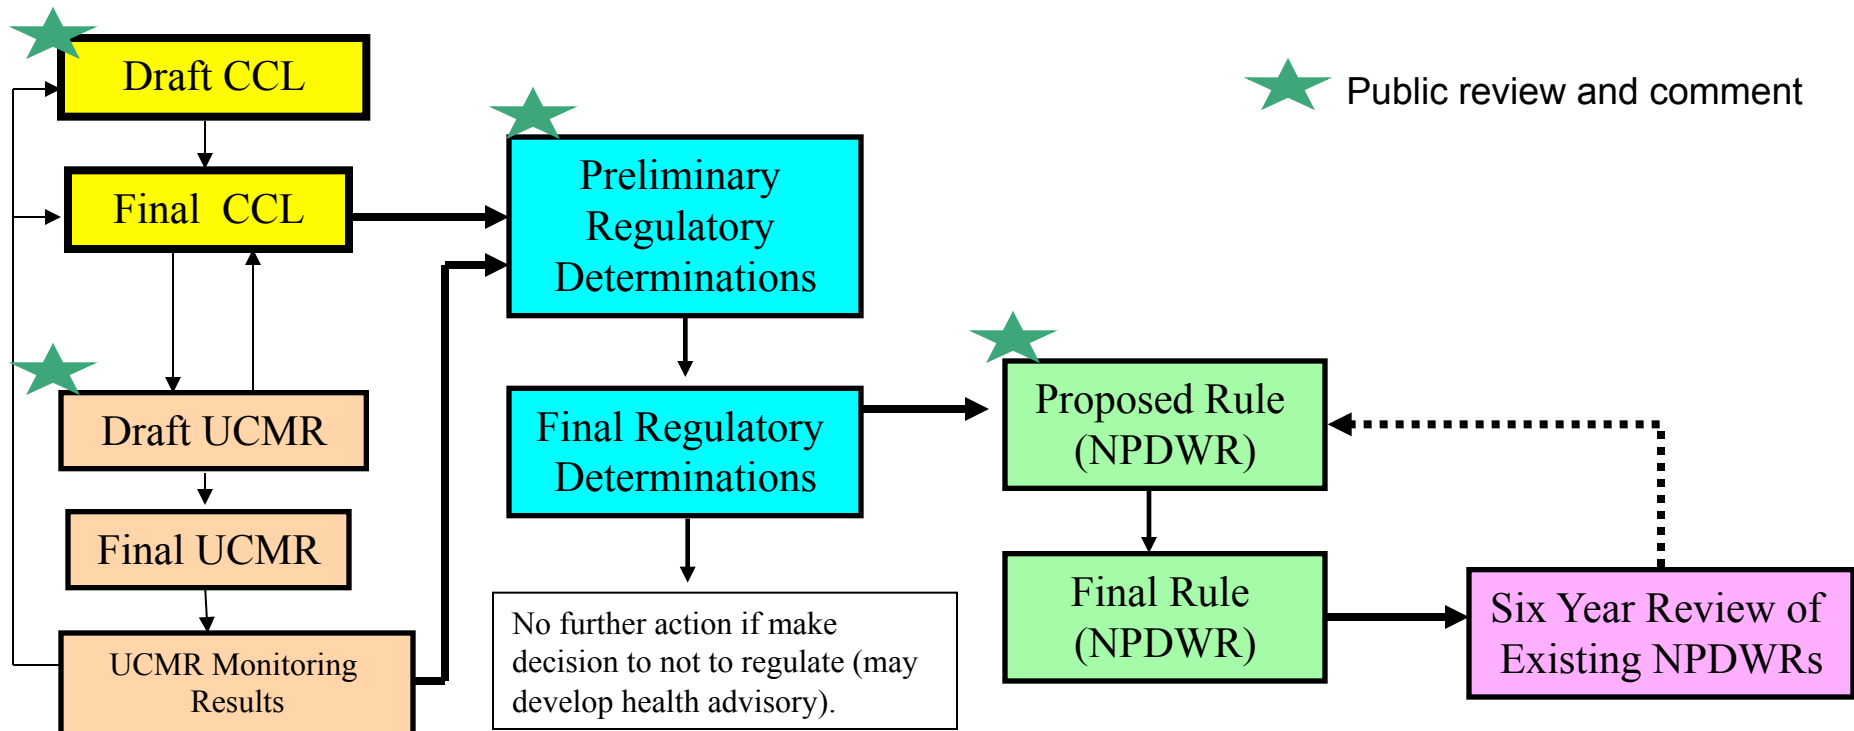 Draft CCL
Final CCL
Draft UCMR
Final UCMR
UCMR Monitoring
Results
Preliminary
Regulatory
Determinations
Final Regulatory
Determinations
No further action if make
decision to not to regulate (may
develop health advisory).
Public review and comment
Proposed Rule
(NPDWR)
Final Rule
(NPDWR)
Six Year Review of
Existing NPDWRs